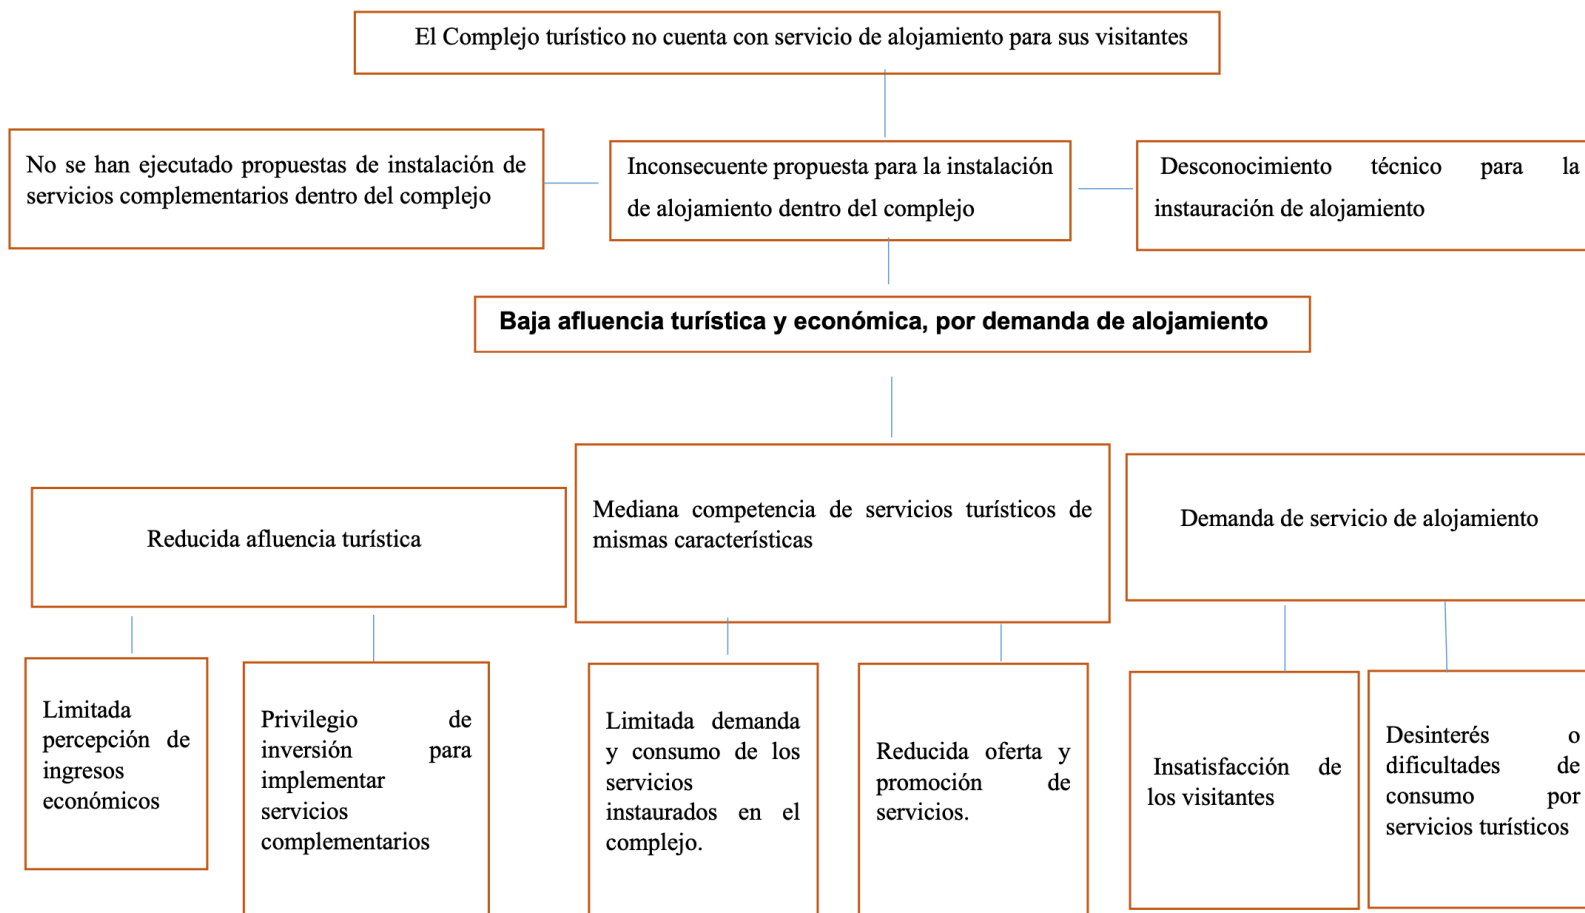 El Complejo turístico no cuenta con servicio de alojamiento para sus visitantes
No se han ejecutado propuestas de instalación de
servicios complementarios dentro del complejo
Inconsecuente propuesta para la instalación
de alojamiento dentro del complejo
Desconocimiento técnico para la
instauración de alojamiento
Baja afluencia turística y económica, por demanda de alojamiento
Reducida afluencia turística
Mediana competencia de servicios turísticos de
mismas características
Demanda de servicio de alojamiento
Limitada
percepción de
ingresos
económicos
Privilegio de
inversión para
implementar
servicios
complementarios
Limitada demanda
y consumo de los
servicios
instaurados en el
complejo.
Reducida oferta y
promoción de
servicios.
Insatisfacción de
los visitantes
Desinterés o
dificultades de
consumo por
servicios turísticos